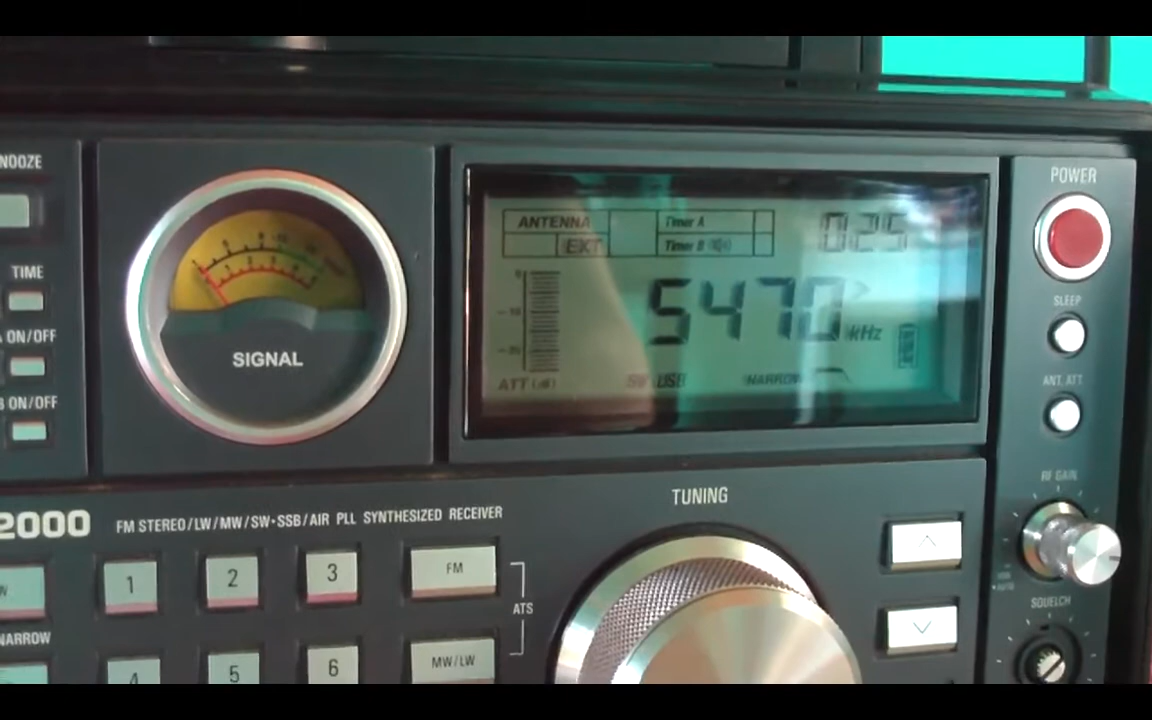 NOOZE
TIME
ON/OFF
B ON/OFF
SIGNAL
ANTENNA
EXT
Timer A
Timer B
025
5470 kHz
ATT
SW USB
NARROW
POWER
SLEEP
ANT. ATT
RF GAIN
SQUELCH
2000
FM STEREO/LW/MW/SW·SSB/AIR PLL SYNTHESIZED RECEIVER
TUNING
1
2
3
FM
ATS
NARROW
4
5
6
MW/LW